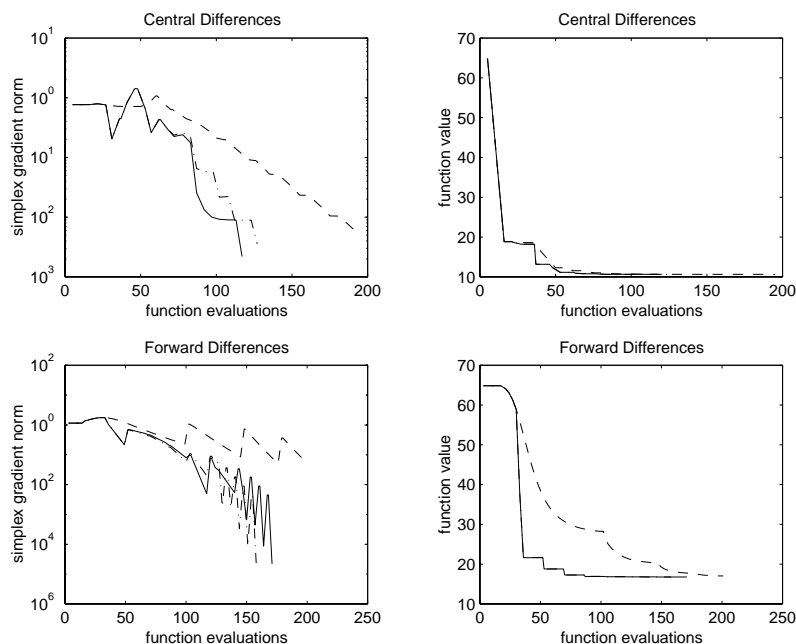 Central Differences
10^1
10^0
10^1
10^2
10^3
simplex gradient norm
0 50 100 150 200
function evaluations
Central Differences
70
60
50
40
30
20
10
function value
0 50 100 150 200
function evaluations
Forward Differences
10^2
10^0
10^2
10^4
10^6
simplex gradient norm
0 50 100 150 200 250
function evaluations
Forward Differences
70
60
50
40
30
20
10
function value
0 50 100 150 200 250
function evaluations